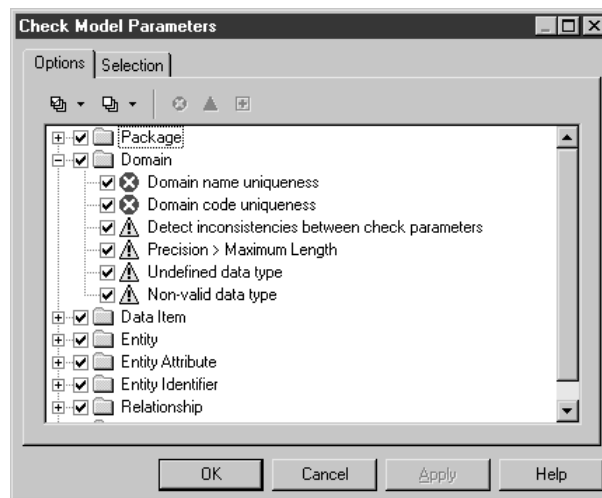 Check Model Parameters
Options Selection
Package
Domain
Domain name uniqueness
Domain code uniqueness
Detect inconsistencies between check parameters
Precision > Maximum Length
Undefined data type
Non-valid data type
Data Item
Entity
Entity Attribute
Entity Identifier
Relationship
OK Cancel Apply Help